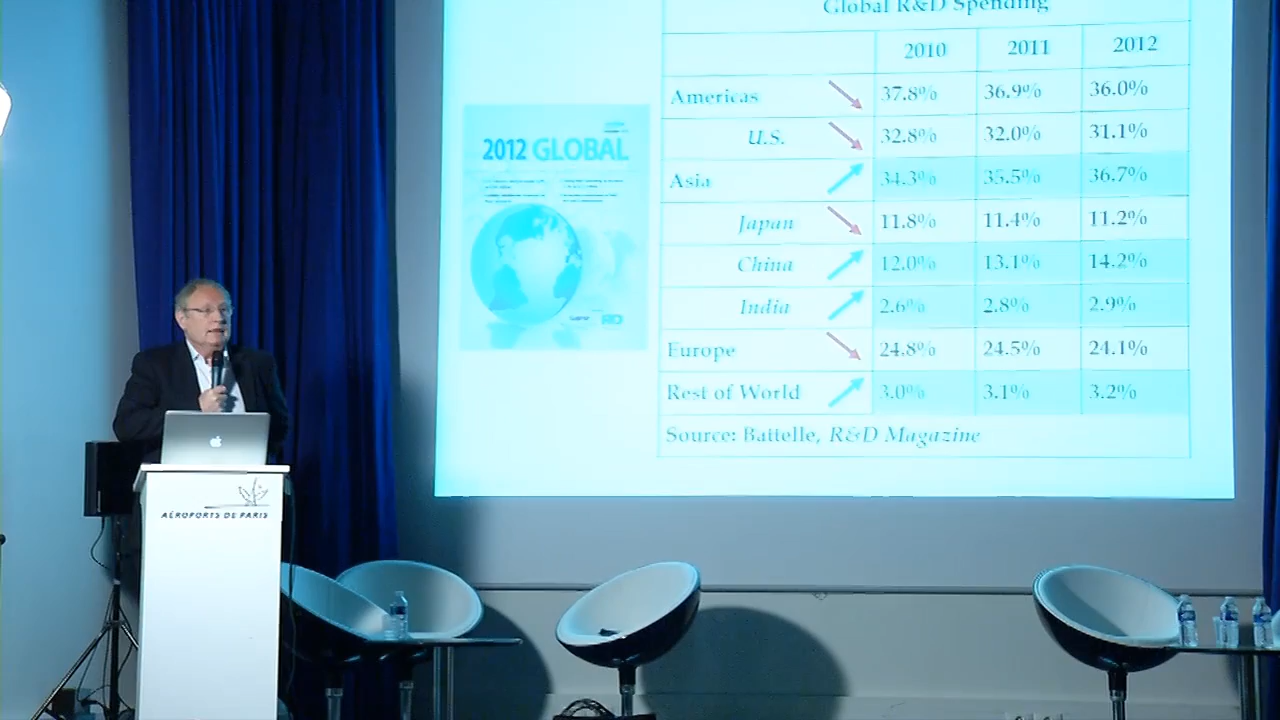 Global R&D Spending
2010 2011 2012
Americas 37.8% 36.9% 36.0%
U.S. 32.8% 32.0% 31.1%
Asia 34.3% 35.5% 36.7%
Japan 11.8% 11.4% 11.2%
China 12.0% 13.1% 14.2%
India 2.6% 2.8% 2.9%
Europe 24.8% 24.5% 24.1%
Rest of World 3.0% 3.1% 3.2%
Source: Battelle, R&D Magazine
2012 GLOBAL
AÉROPORTS DE PARIS